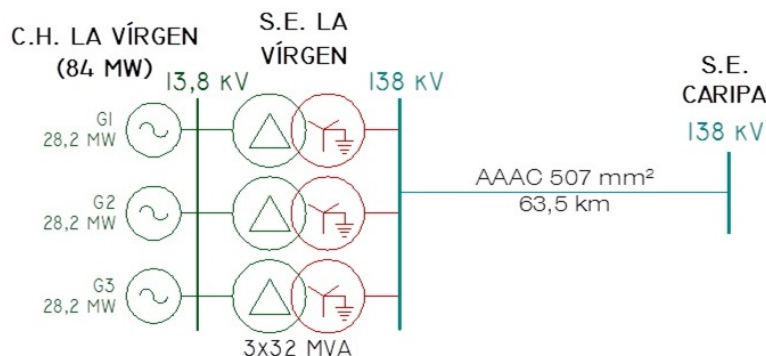 C.H. LA VÍRGEN
(84 MW)
S.E. LA
VÍRGEN
13,8 kV
138 kV
S.E.
CARIPA
138 kV
G1
28,2 MW
G2
28,2 MW
G3
28,2 MW
AAAC 507 mm²
63,5 km
3x32 MVA